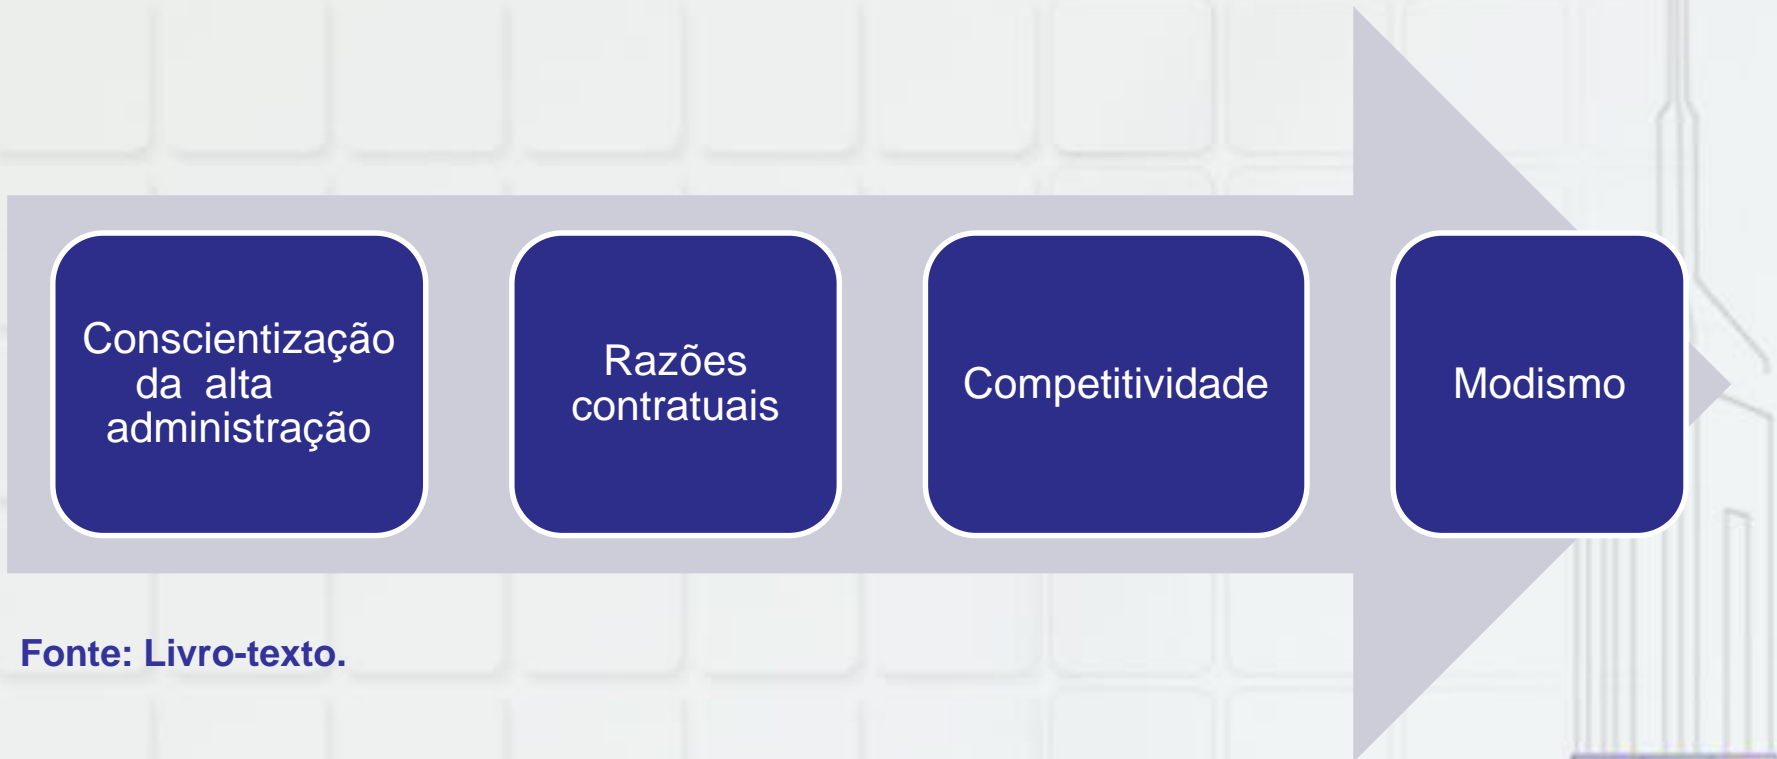 Conscientização
da alta
administração
Razões
contratuais
Competitividade
Modismo
Fonte: Livro-texto.